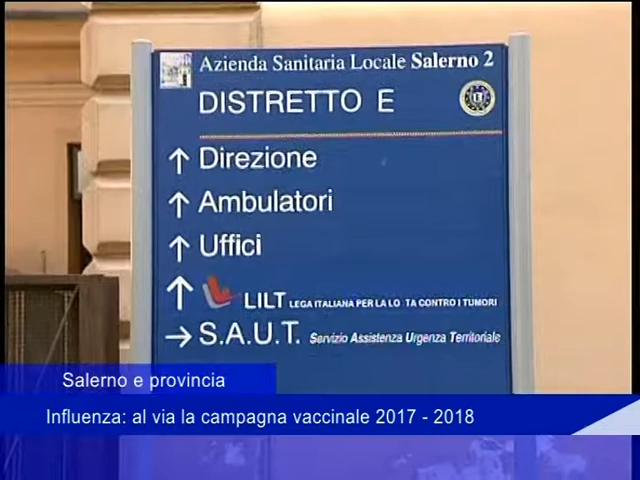 Azienda Sanitaria Locale Salerno 2
DISTRETTO E
↑ Direzione
↑ Ambulatori
↑ Uffici
↑ LILT LEGA ITALIANA PER LA LO TA CONTRO I TUMORI
→ S.A.U.T. Servizio Assistenza Urgenza Territoriale
Salerno e provincia
Influenza: al via la campagna vaccinale 2017 - 2018